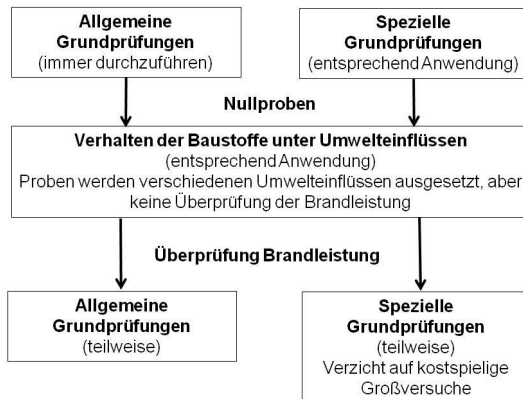 Allgemeine
Grundprüfungen
(immer durchzuführen)
Spezielle
Grundprüfungen
(entsprechend Anwendung)
Nullproben
Verhalten der Baustoffe unter Umwelteinflüssen
(entsprechend Anwendung)
Proben werden verschiedenen Umwelteinflüssen ausgesetzt, aber
keine Überprüfung der Brandleistung
Überprüfung Brandleistung
Allgemeine
Grundprüfungen
(teilweise)
Spezielle
Grundprüfungen
(teilweise)
Verzicht auf kostspielige
Großversuche